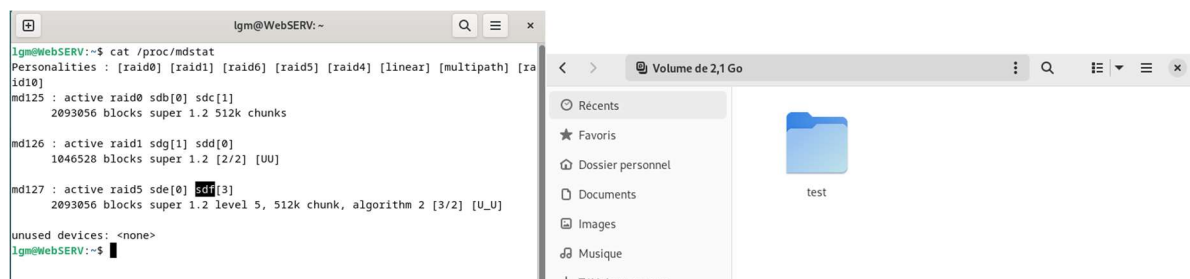 lgm@WebSERV: ~
lgm@WebSERV:~$ cat /proc/mdstat
Personalities : [raid0] [raid1] [raid6] [raid5] [raid4] [linear] [multipath] [ra
id10]
md125 : active raid0 sdb[0] sdc[1]
2093056 blocks super 1.2 512k chunks
md126 : active raid1 sdg[1] sdd[0]
1046528 blocks super 1.2 [2/2] [UU]
md127 : active raid5 sde[0] sdf[3]
2093056 blocks super 1.2 level 5, 512k chunk, algorithm 2 [3/2] [U_U]
unused devices: <none>
lgm@WebSERV:~$
Volume de 2,1 Go
Récents
Favoris
Dossier personnel
Documents
Images
Musique
test